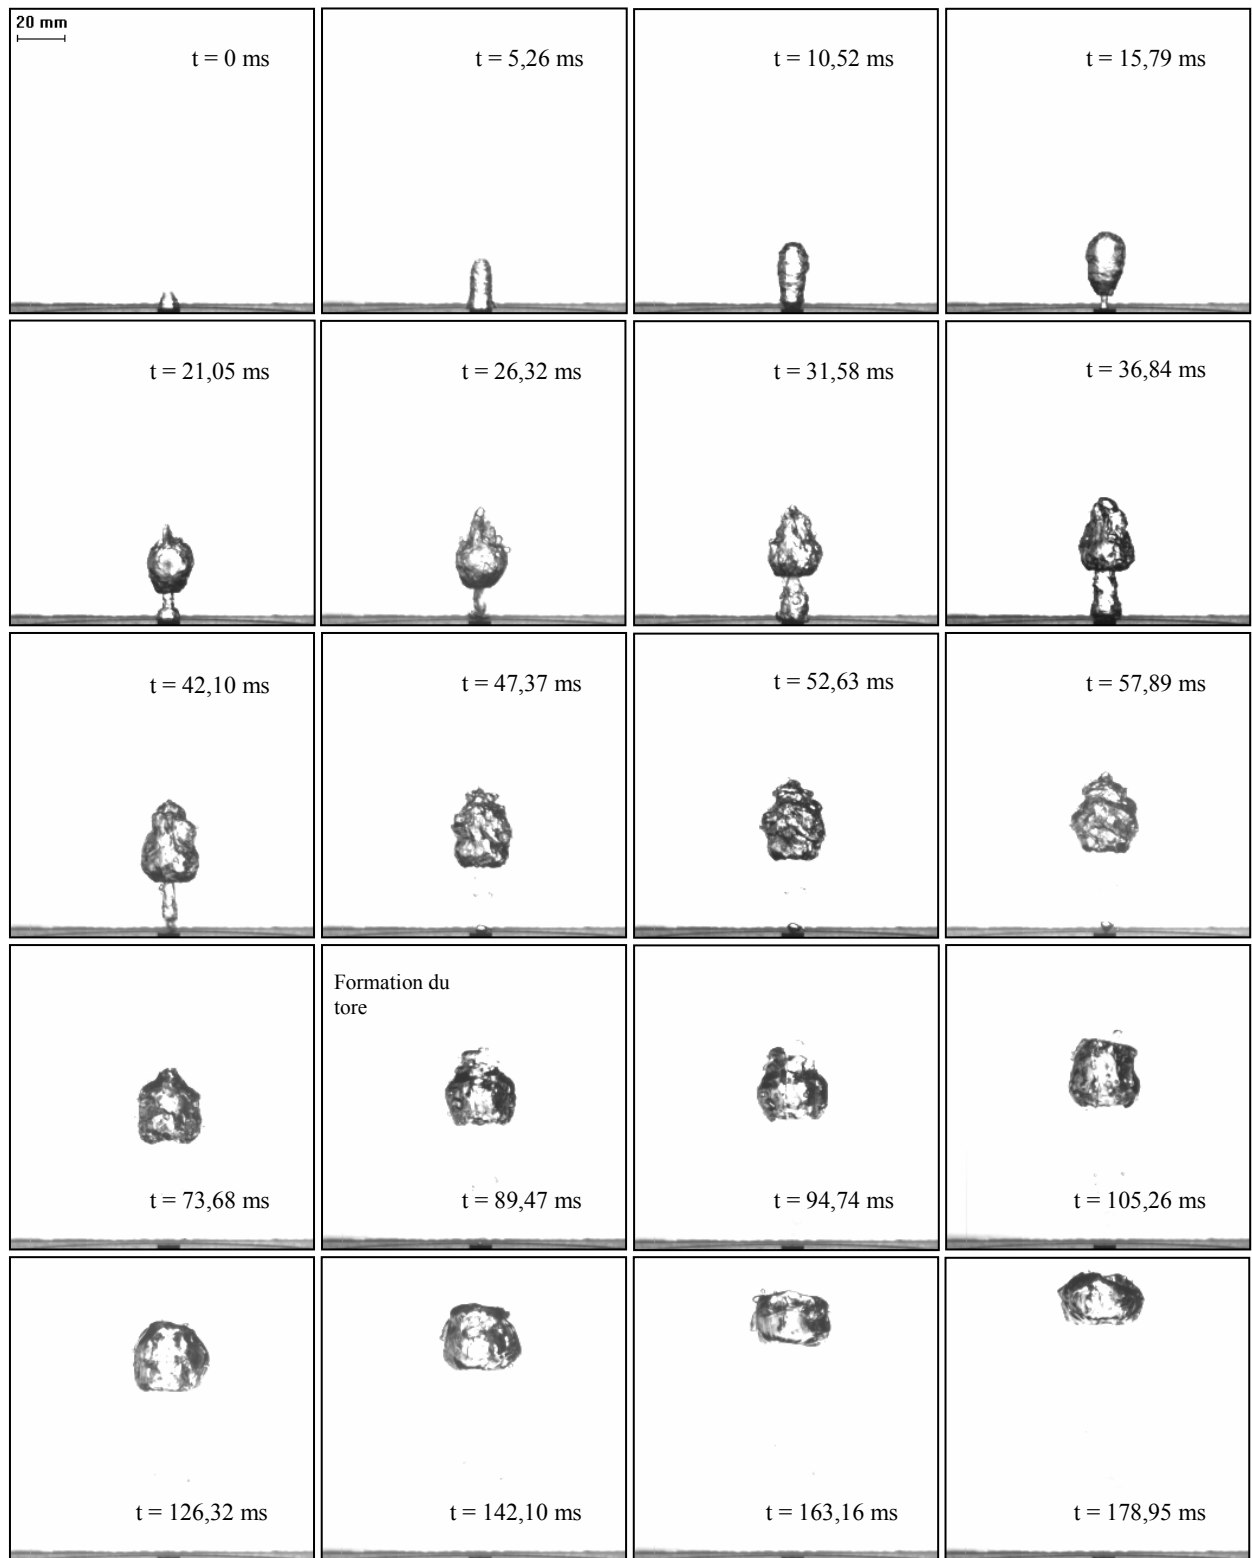 20 mm
t = 0 ms
t = 5,26 ms
t = 10,52 ms
t = 15,79 ms
t = 21,05 ms
t = 26,32 ms
t = 31,58 ms
t = 36,84 ms
t = 42,10 ms
t = 47,37 ms
t = 52,63 ms
t = 57,89 ms
t = 73,68 ms
Formation du
tore
t = 89,47 ms
t = 94,74 ms
t = 105,26 ms
t = 126,32 ms
t = 142,10 ms
t = 163,16 ms
t = 178,95 ms